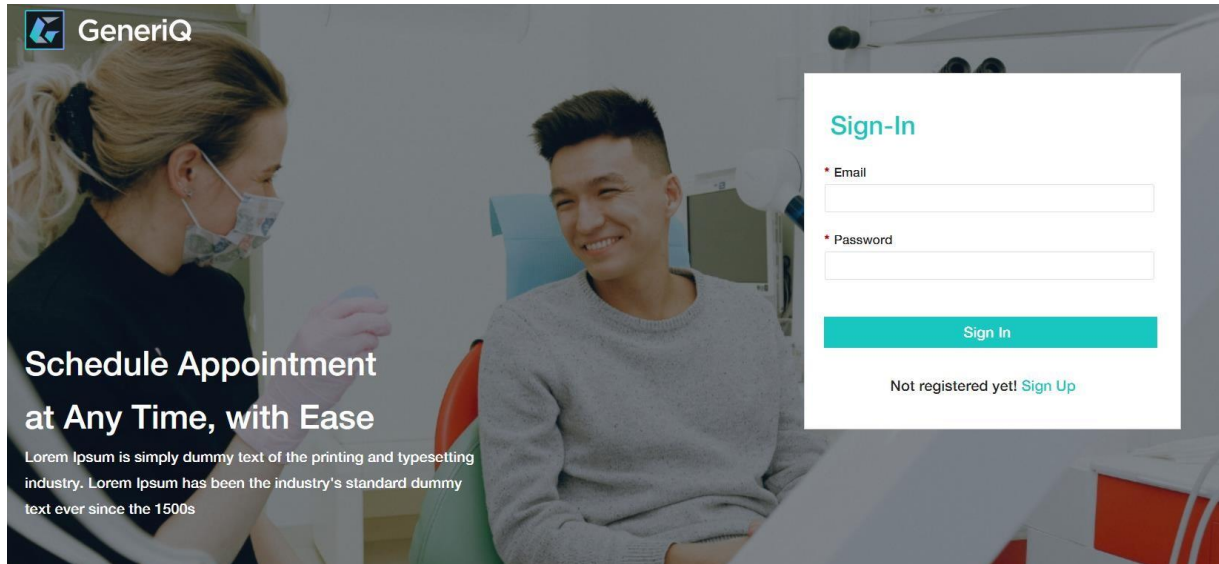 GeneriQ
Schedule Appointment
at Any Time, with Ease
Lorem Ipsum is simply dummy text of the printing and typesetting
industry. Lorem Ipsum has been the industry's standard dummy
text ever since the 1500s
Sign-In
* Email
* Password
Sign In
Not registered yet! Sign Up